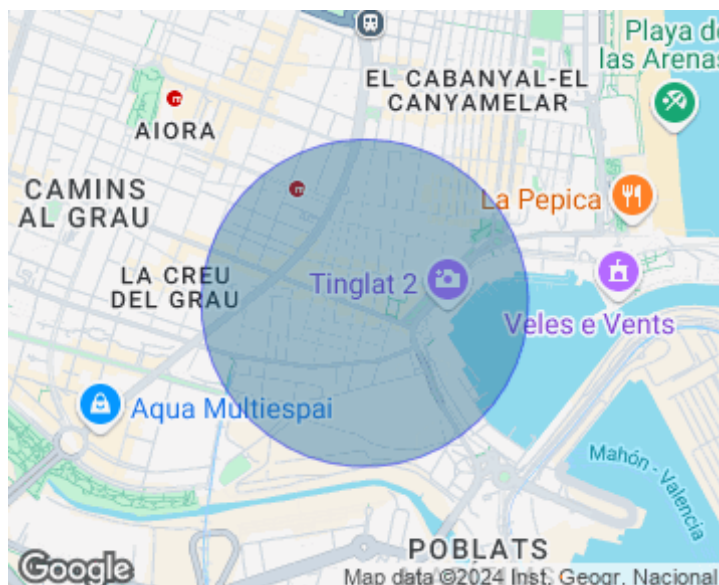 Playa de
las Arenas
EL CABANYAL-EL
CANYAMELAR
AIORA
CAMINS
AL GRAU
La Pepica
LA CREU
DEL GRAU
Tinglat 2
Veles e Vents
Aqua Multiespai
Mahón - Valencia
POBLATS
Google
Map data ©2024 Inst. Geogr. Nacional